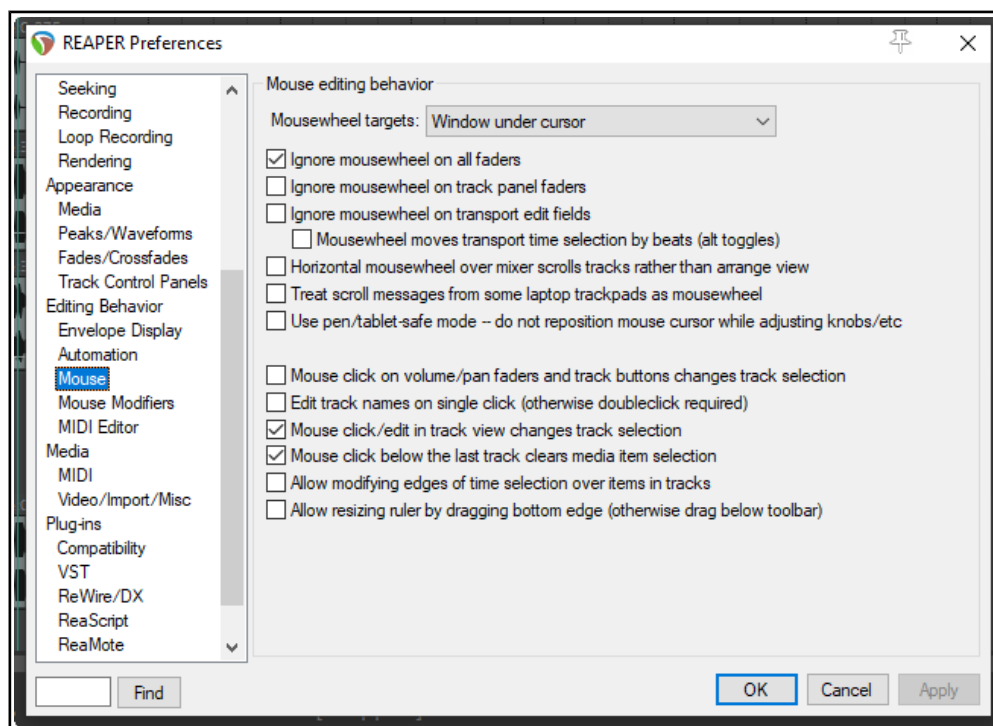 REAPER Preferences
Seeking
Recording
Loop Recording
Rendering
Appearance
Media
Peaks/Waveforms
Fades/Crossfades
Track Control Panels
Editing Behavior
Envelope Display
Automation
Mouse
Mouse Modifiers
MIDI Editor
Media
MIDI
Video/Import/Misc
Plug-ins
Compatibility
VST
ReWire/DX
ReaScript
ReaMote
Find
Mouse editing behavior
Mousewheel targets: Window under cursor
Ignore mousewheel on all faders
Ignore mousewheel on track panel faders
Ignore mousewheel on transport edit fields
Mousewheel moves transport time selection by beats (alt toggles)
Horizontal mousewheel over mixer scrolls tracks rather than arrange view
Treat scroll messages from some laptop trackpads as mousewheel
Use pen/tablet-safe mode -- do not reposition mouse cursor while adjusting knobs/etc
Mouse click on volume/pan faders and track buttons changes track selection
Edit track names on single click (otherwise doubleclick required)
Mouse click/edit in track view changes track selection
Mouse click below the last track clears media item selection
Allow modifying edges of time selection over items in tracks
Allow resizing ruler by dragging bottom edge (otherwise drag below toolbar)
OK Cancel Apply